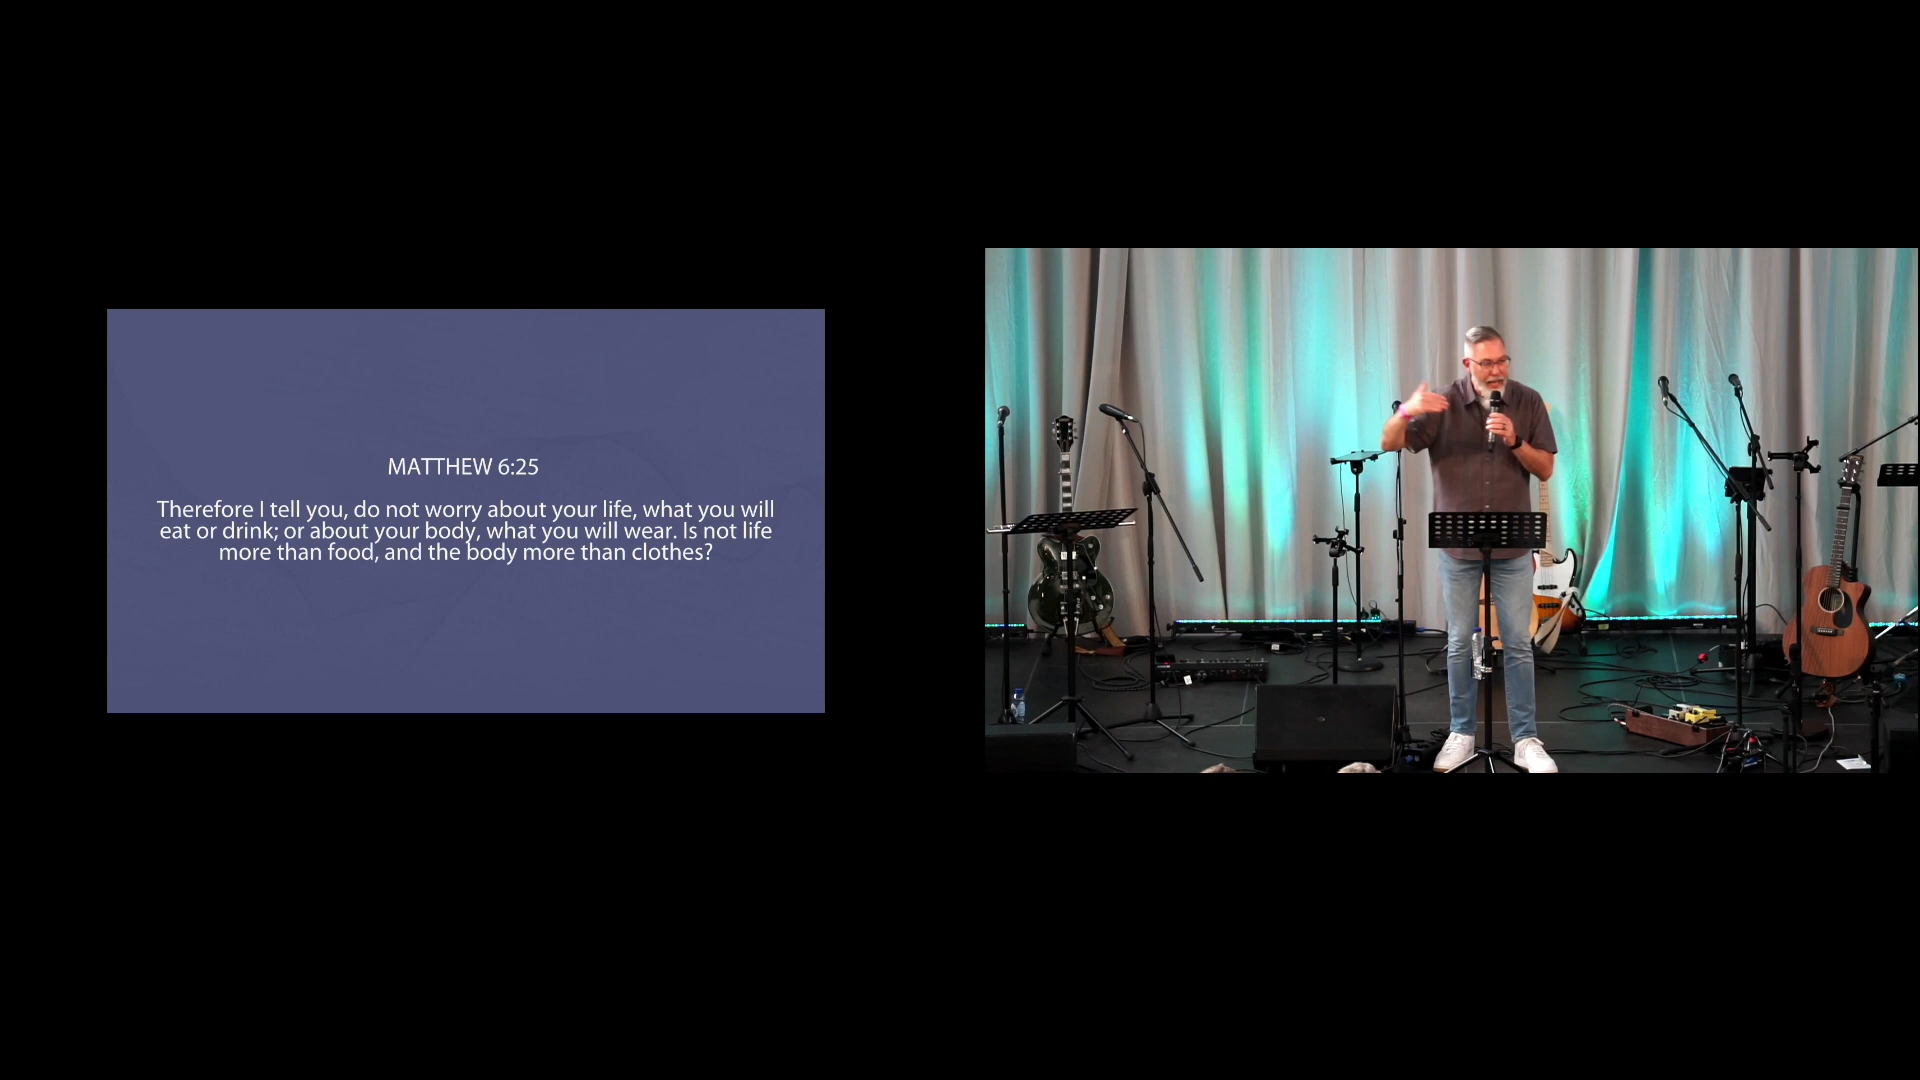 MATTHEW 6:25
Therefore I tell you, do not worry about your life, what you will
eat or drink; or about your body, what you will wear. Is not life
more than food, and the body more than clothes?